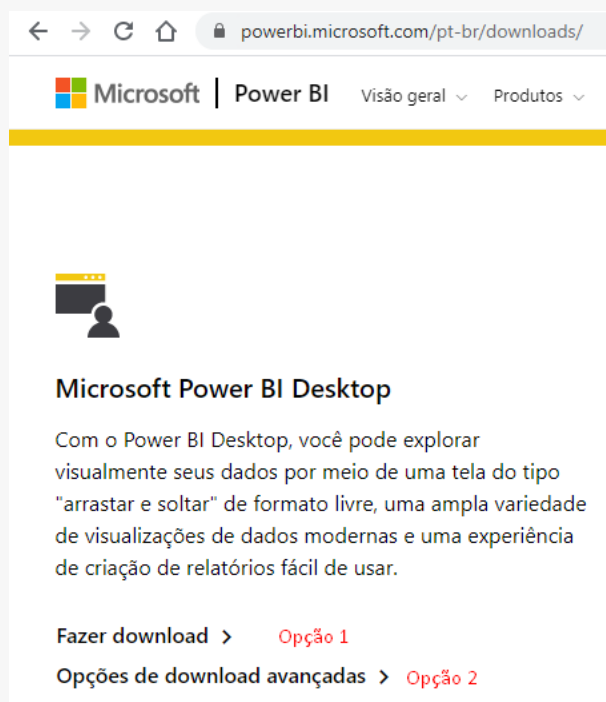 powerbi.microsoft.com/pt-br/downloads/
Microsoft | Power BI Visão geral Produtos
Microsoft Power BI Desktop
Com o Power BI Desktop, você pode explorar
visualmente seus dados por meio de uma tela do tipo
"arrastar e soltar" de formato livre, uma ampla variedade
de visualizações de dados modernas e uma experiência
de criação de relatórios fácil de usar.
Fazer download > Opção 1
Opções de download avançadas > Opção 2